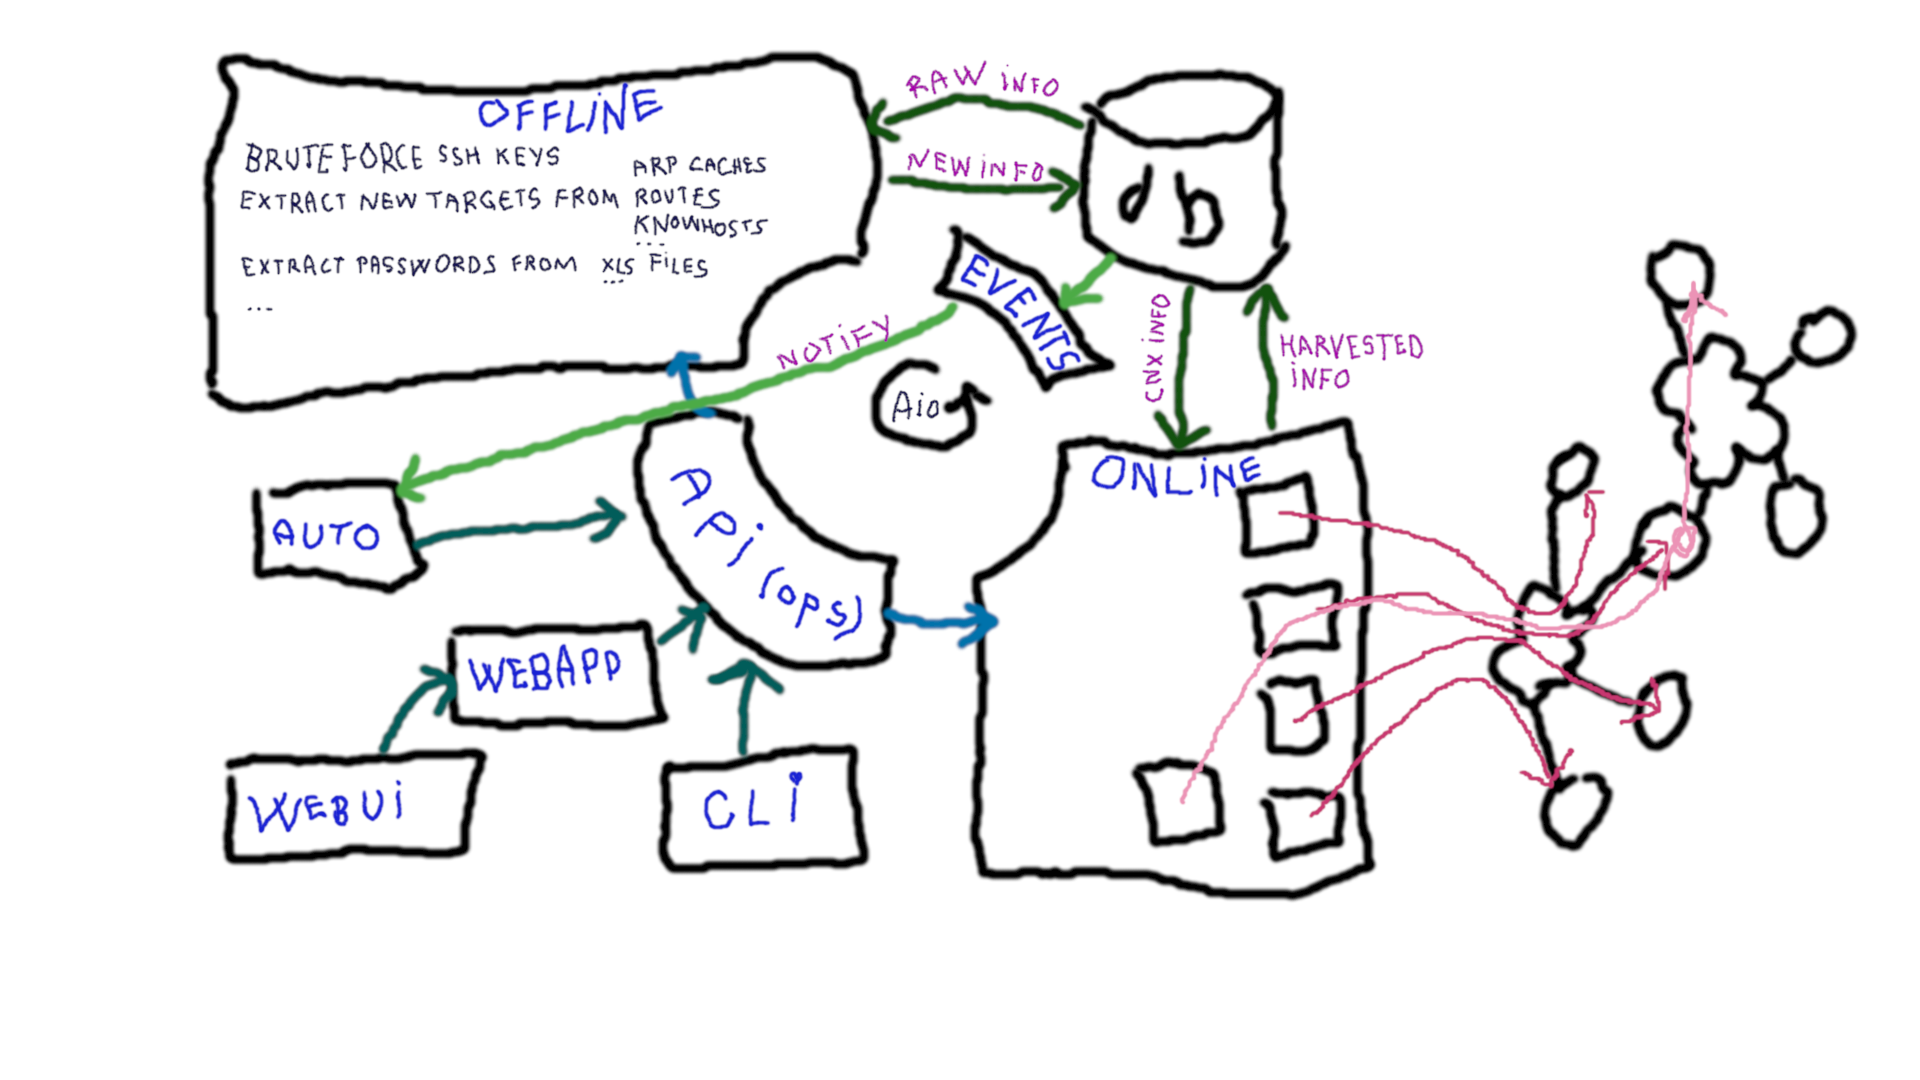 OFFLINE
BRUTEFORCE SSH KEYS
EXTRACT NEW TARGETS FROM
ARP CACHES
ROUTES
KNOWHOSTS
...
EXTRACT PASSWORDS FROM XLS FILES
...
...
RAW INFO
NEW INFO
db
EVENTS
NOTIFY
Aio
CNX INFO
HARVESTED
INFO
ONLINE
AUTO
APi (ops)
WEBAPP
WEBUi
CLi